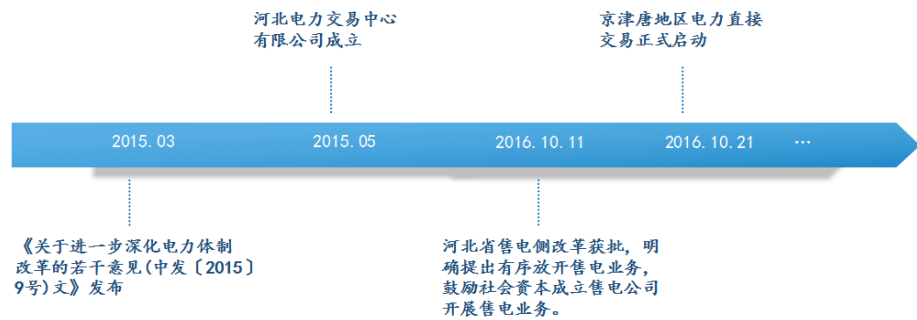 河北电力交易中心
有限公司成立
京津唐地区电力直接
交易正式启动
2015.03
2015.05
2016.10.11
2016.10.21
…
《关于进一步深化电力体制
改革的若干意见(中发〔2015〕
9号)文》发布
河北省售电侧改革获批，明
确提出有序放开售电业务，
鼓励社会资本成立售电公司
开展售电业务。